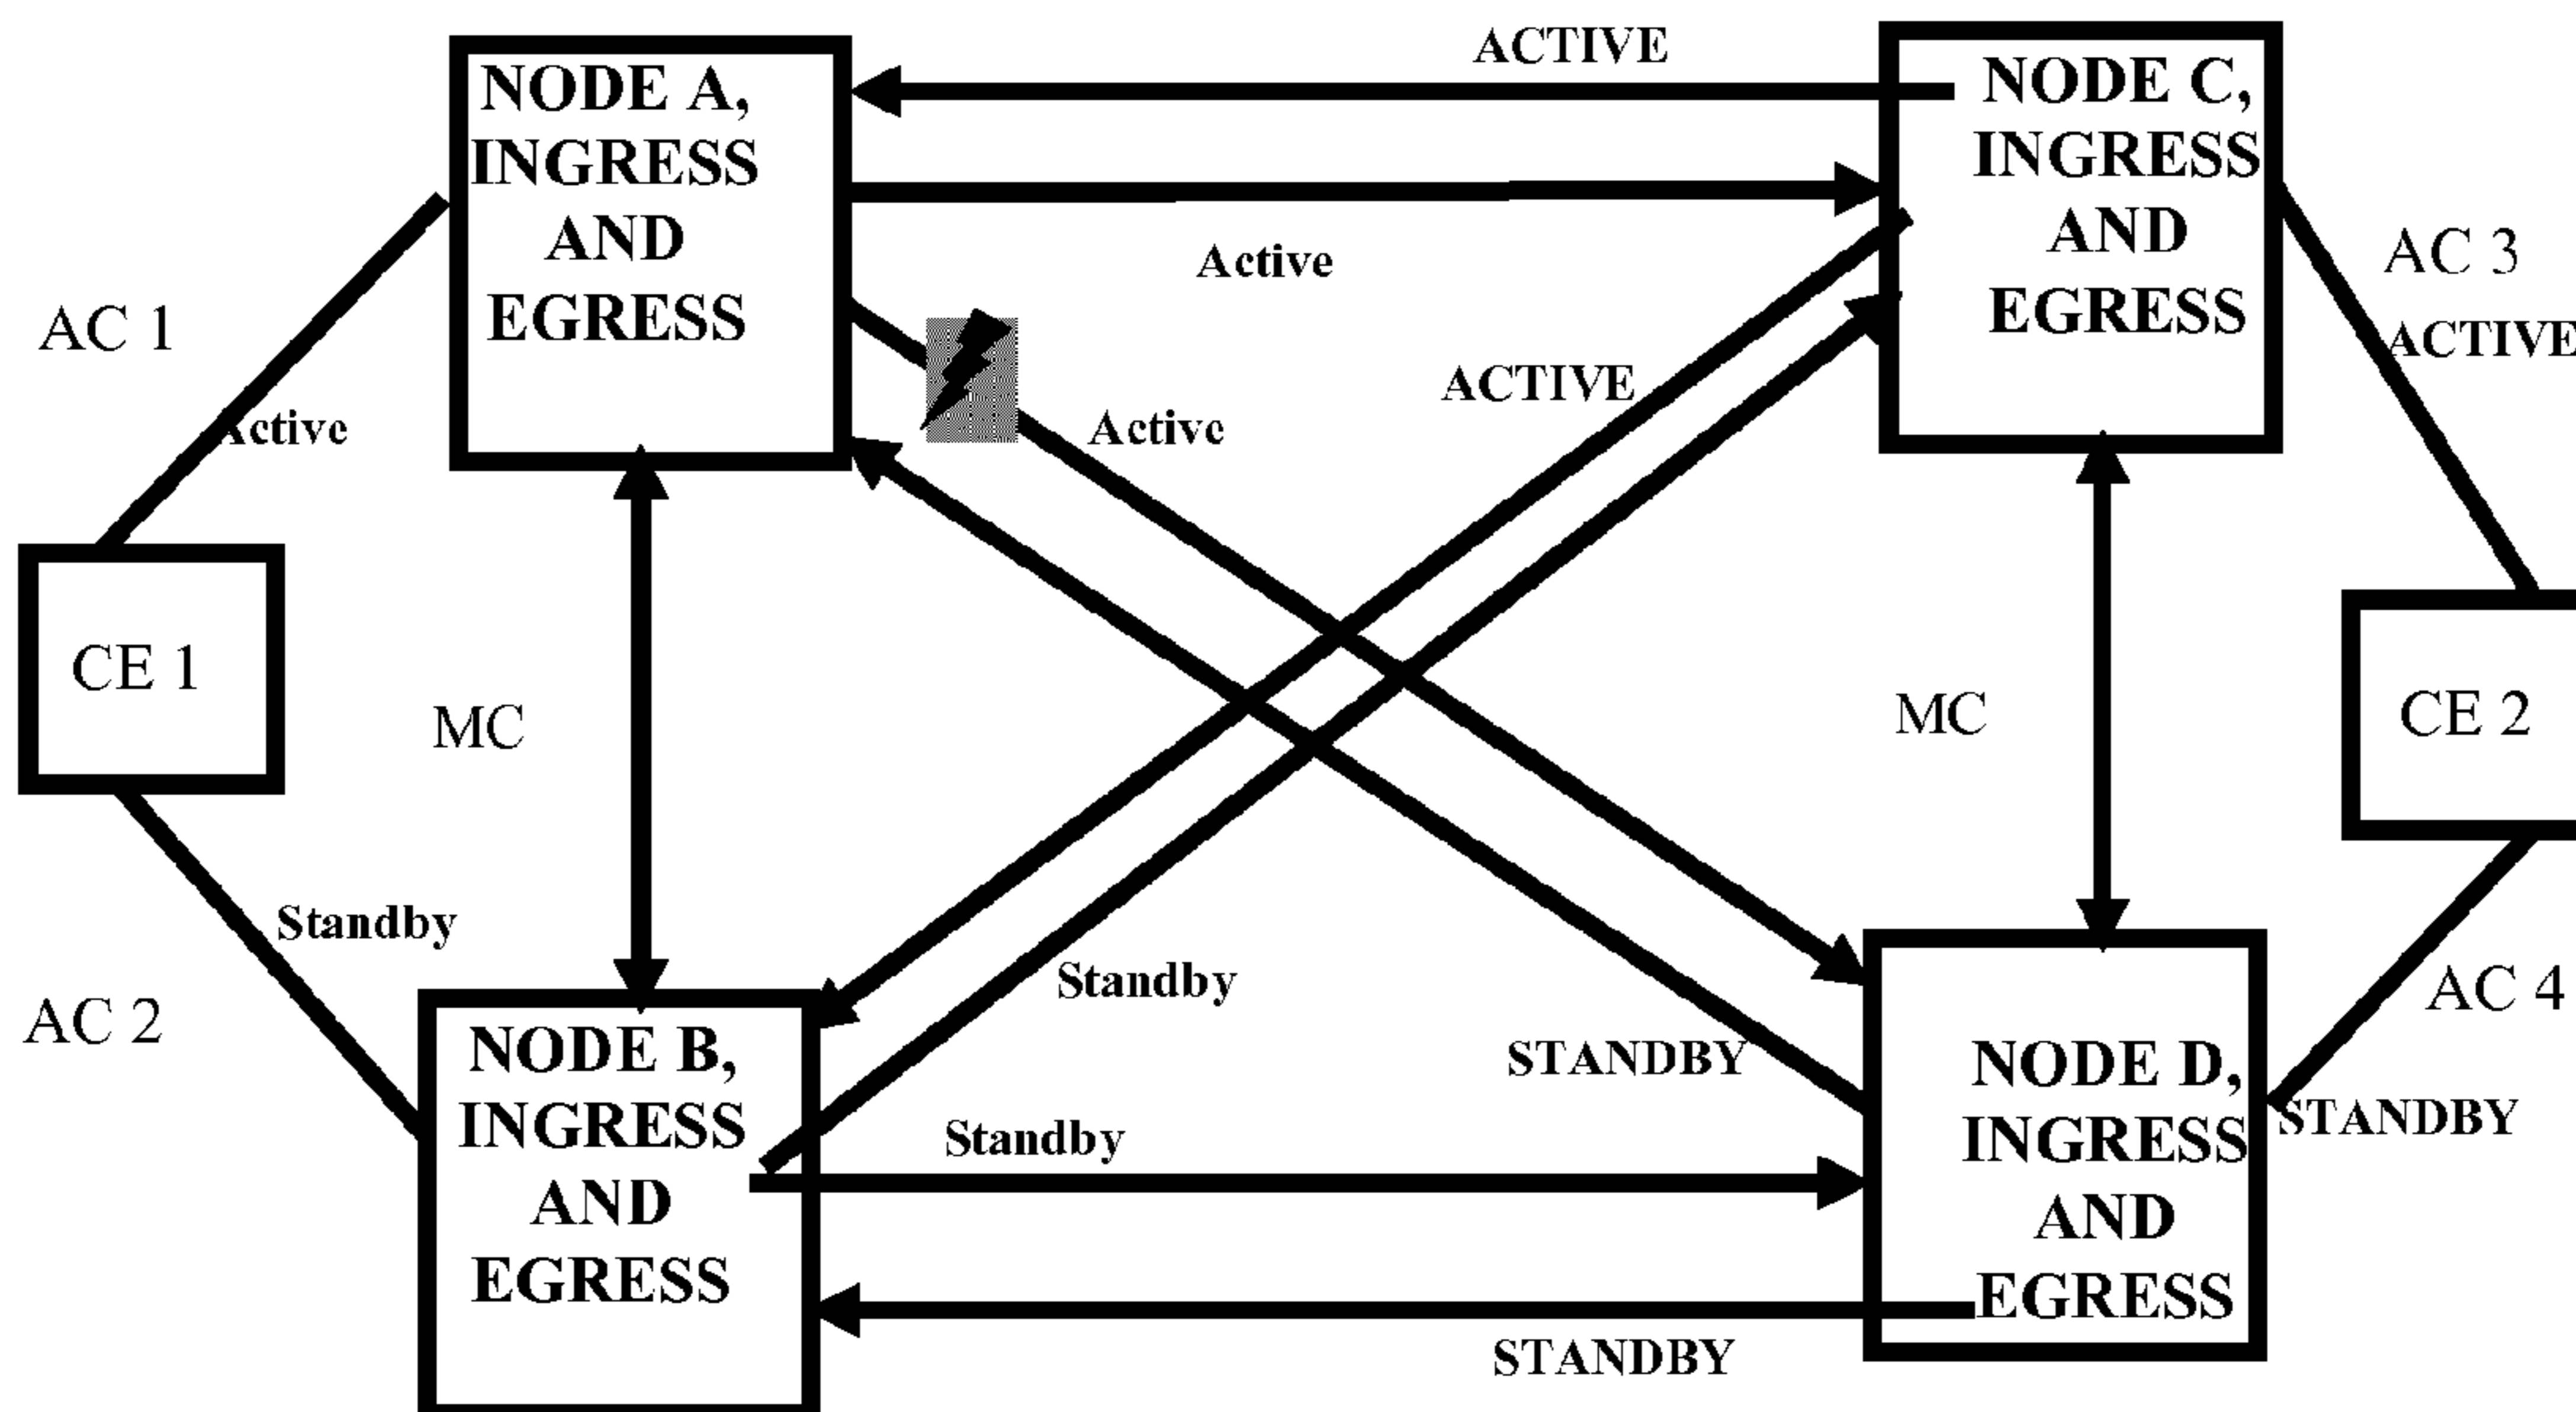 ACTIVE
NODE A,
INGRESS
AND
EGRESS
NODE C,
INGRESS
AND
EGRESS
AC 1
Active
Active
Active
ACTIVE
AC 3
ACTIVE
CE 1
MC
MC
CE 2
Standby
AC 2
Standby
STANDBY
AC 4
STANDBY
NODE B,
INGRESS
AND
EGRESS
Standby
NODE D,
INGRESS
AND
EGRESS
STANDBY